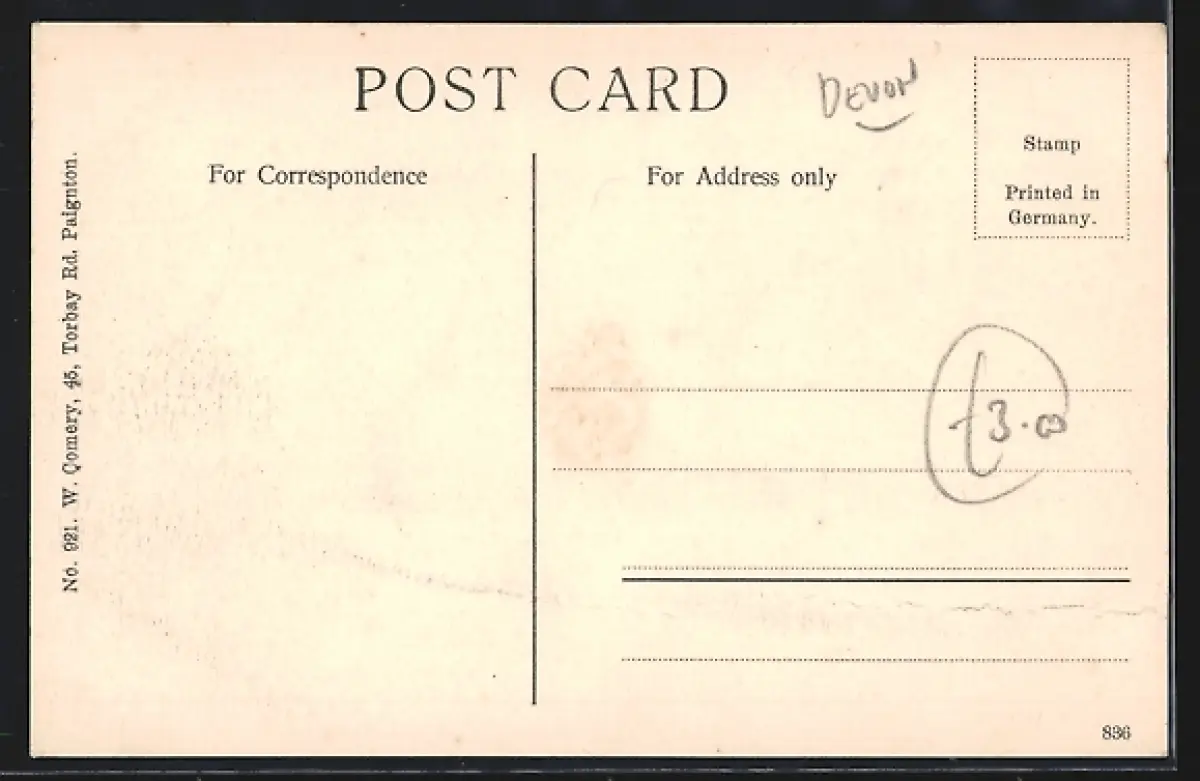 POST CARD
DEVON
Stamp
Printed in
Germany.
For Correspondence
For Address only
No. 921. W. Qomery, 45, Torbay Rd. Paignton.
£3.00
836